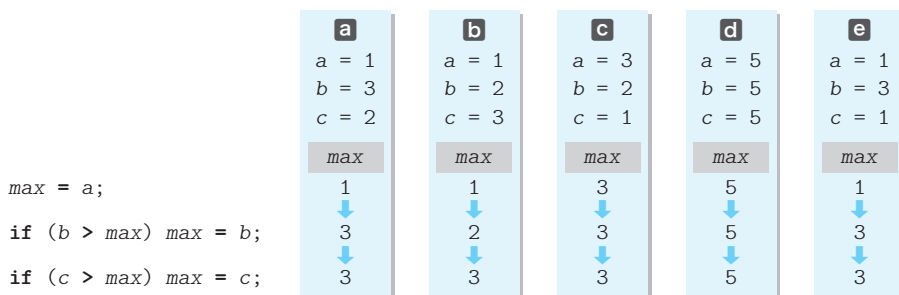 a b c d e
a = 1 a = 1 a = 3 a = 5 a = 1
b = 3 b = 2 b = 2 b = 5 b = 3
c = 2 c = 3 c = 1 c = 5 c = 1
max max max max max
max = a; 1 1 3 5 1
if (b > max) max = b; 3 2 3 5 3
if (c > max) max = c; 3 3 3 5 3